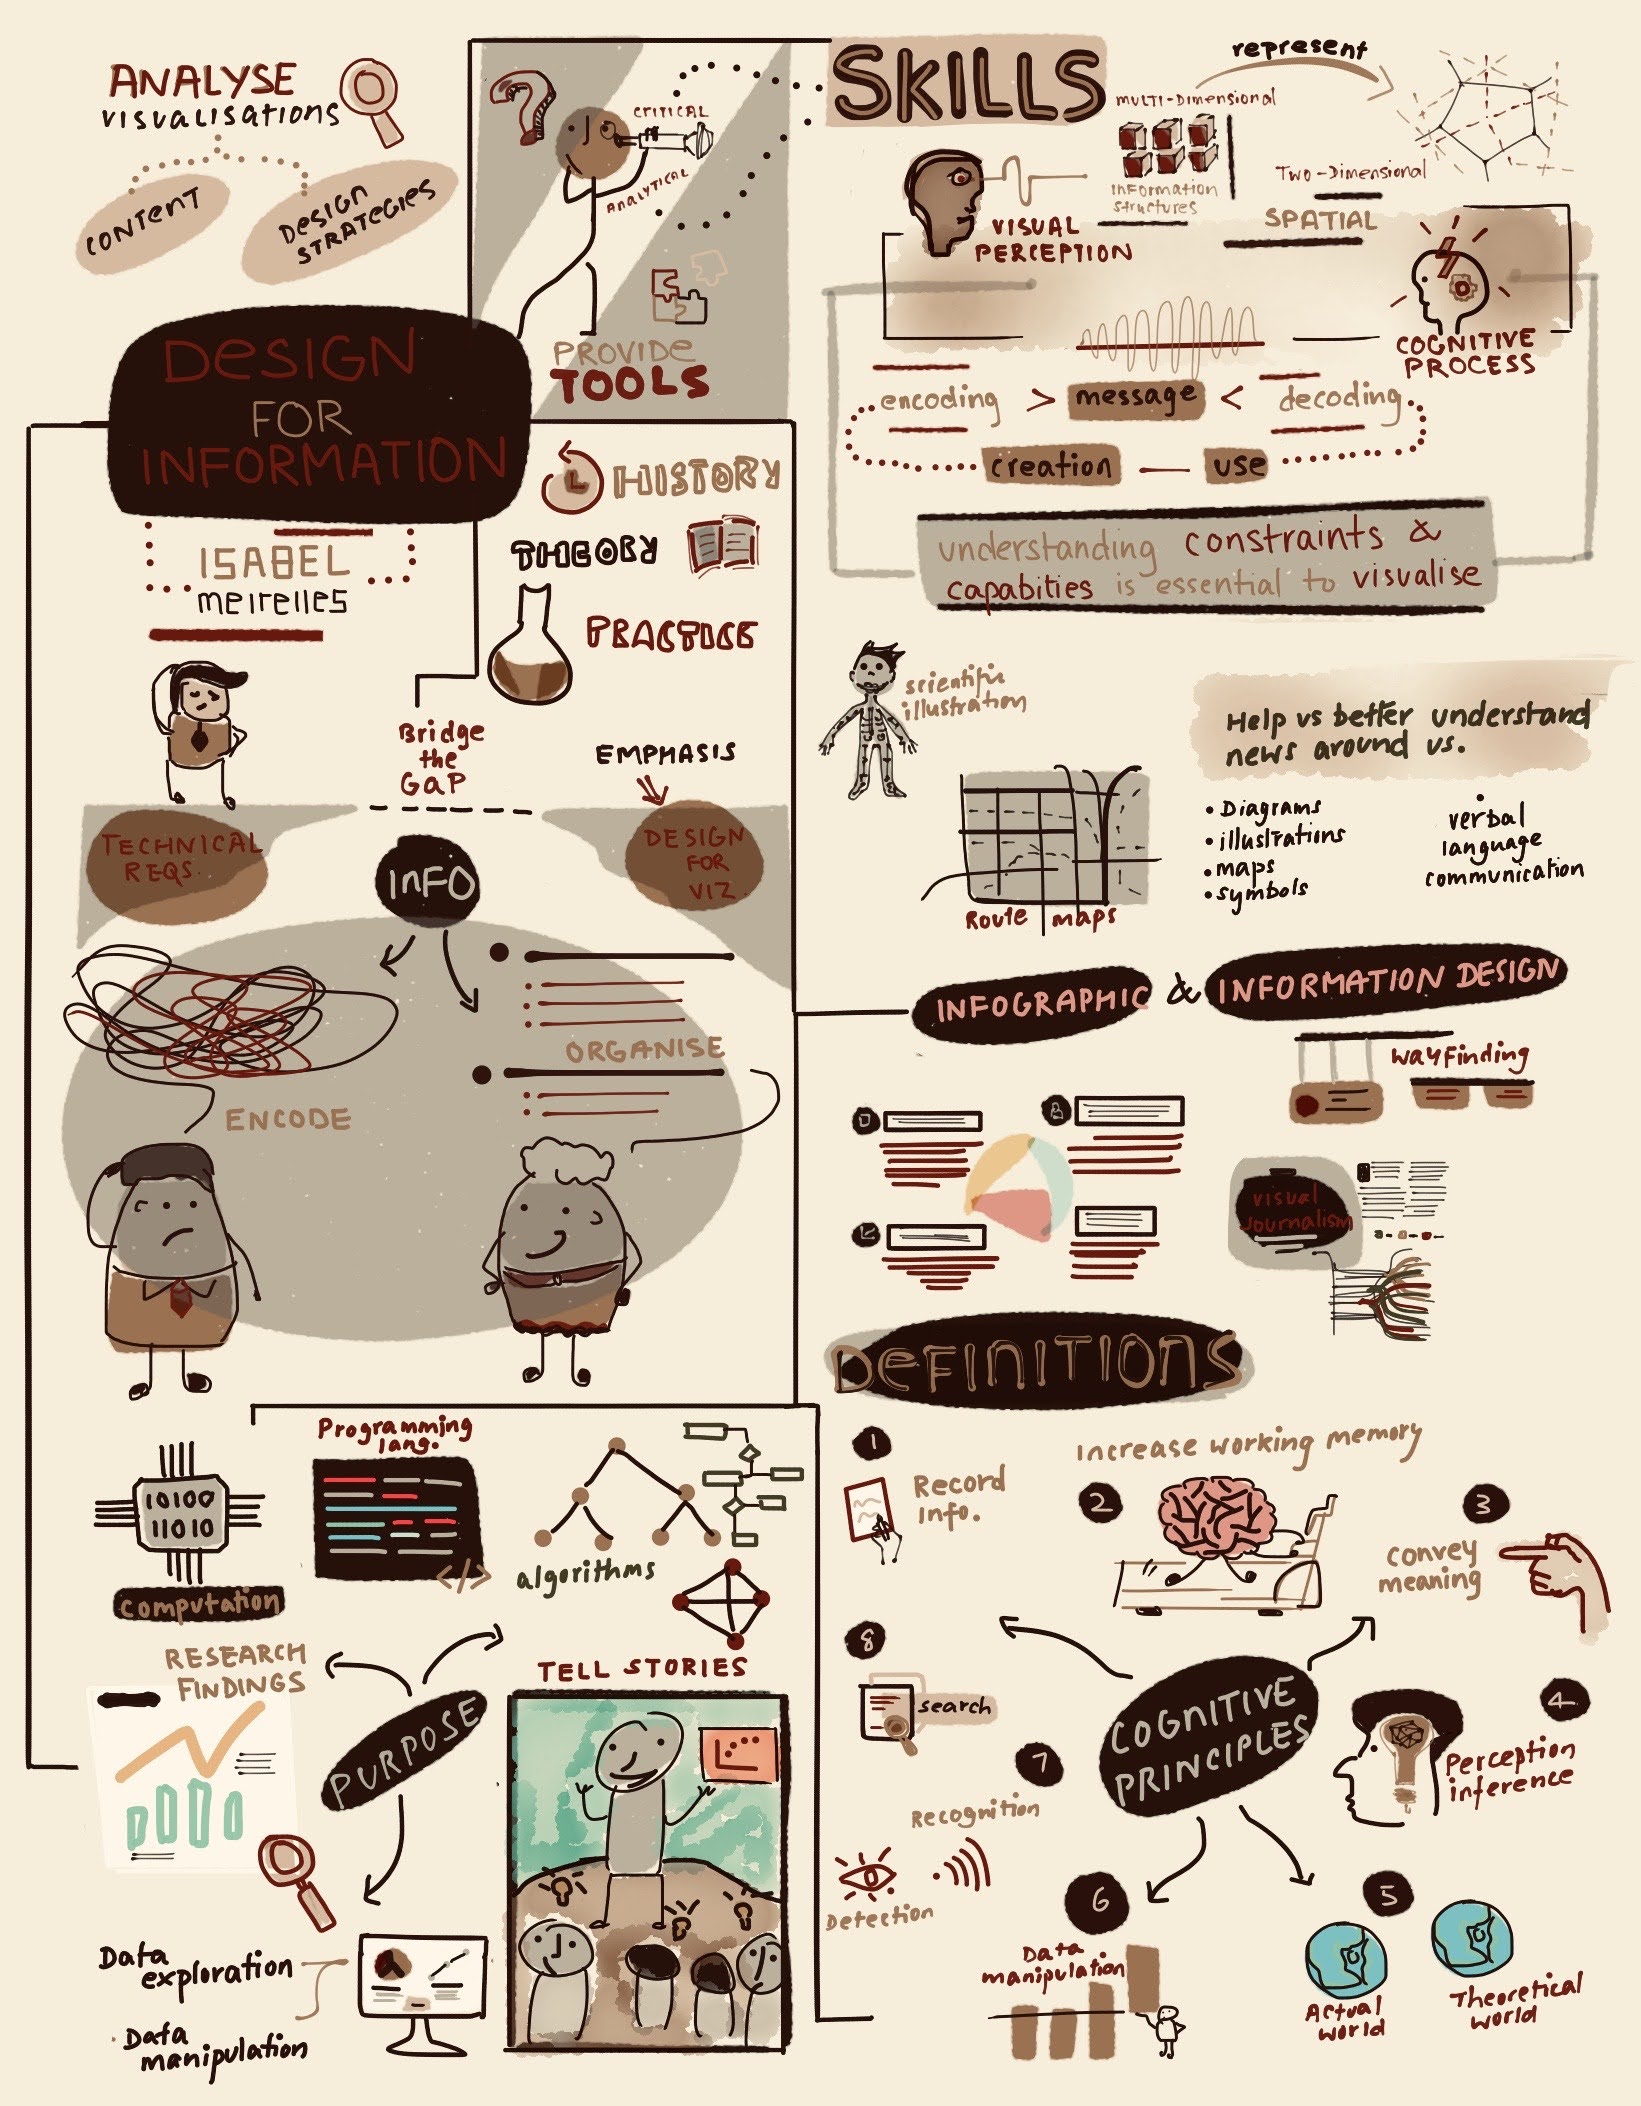 ANALYSE
visualisations
CONTENT
DESIGN
STRATEGIES
CRITICAL
ANALYTICAL
PROVIDE
TOOLS
DESIGN
FOR
INFORMATION
ISABEL
meirelles
HISTORY
THEORY
PRACTICE
Bridge
the
GAP
EMPHASIS
TECHNICAL
REQS.
INFO
DESIGN
FOR
VIZ
ORGANISE
ENCODE
SKILLS
represent
MULTI-Dimensional
information
structures
Two-Dimensional
SPATIAL
VISUAL
PERCEPTION
COGNITIVE
PROCESS
encoding > message < decoding
creation — use
understanding constraints &
capabities is essential to visualise
scientific
illustration
Route maps
Help us better understand
news around us.
• Diagrams
• illustrations
• maps
• symbols
• verbal
language
communication
INFOGRAPHIC & INFORMATION DESIGN
wayfinding
visual
journalism
DEFINITIONS
Programming
lang.
10100
11010
computation
</>
algorithms
RESEARCH
FINDINGS
PURPOSE
TELL STORIES
Data
exploration
• Data
manipulation
1
Record
info.
Increase working memory
2
3
convey
meaning
COGNITIVE
PRINCIPLES
4
Perception
inference
5
Actual
world
Theoretical
world
6
Data
manipulation
7
Recognition
Detection
8
search